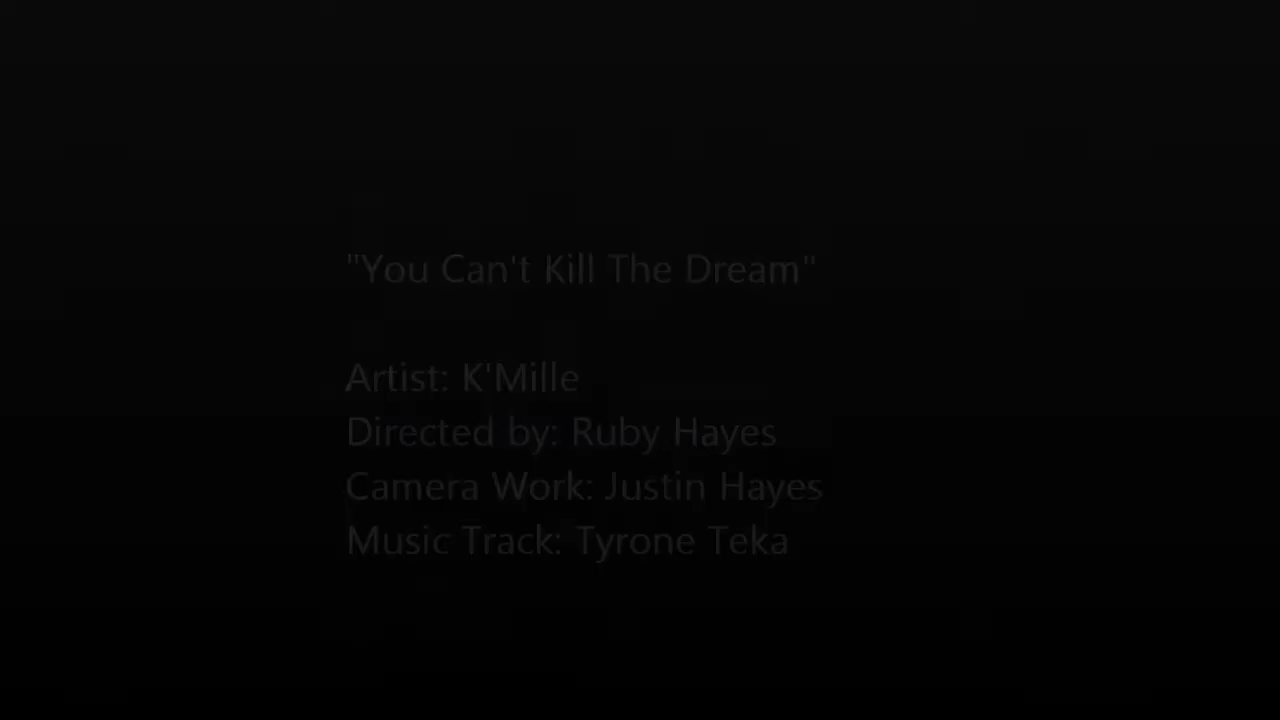 "You Can't Kill The Dream"
Artist: K'Mille
Directed by: Ruby Hayes
Camera Work: Justin Hayes
Music Track: Tyrone Teka